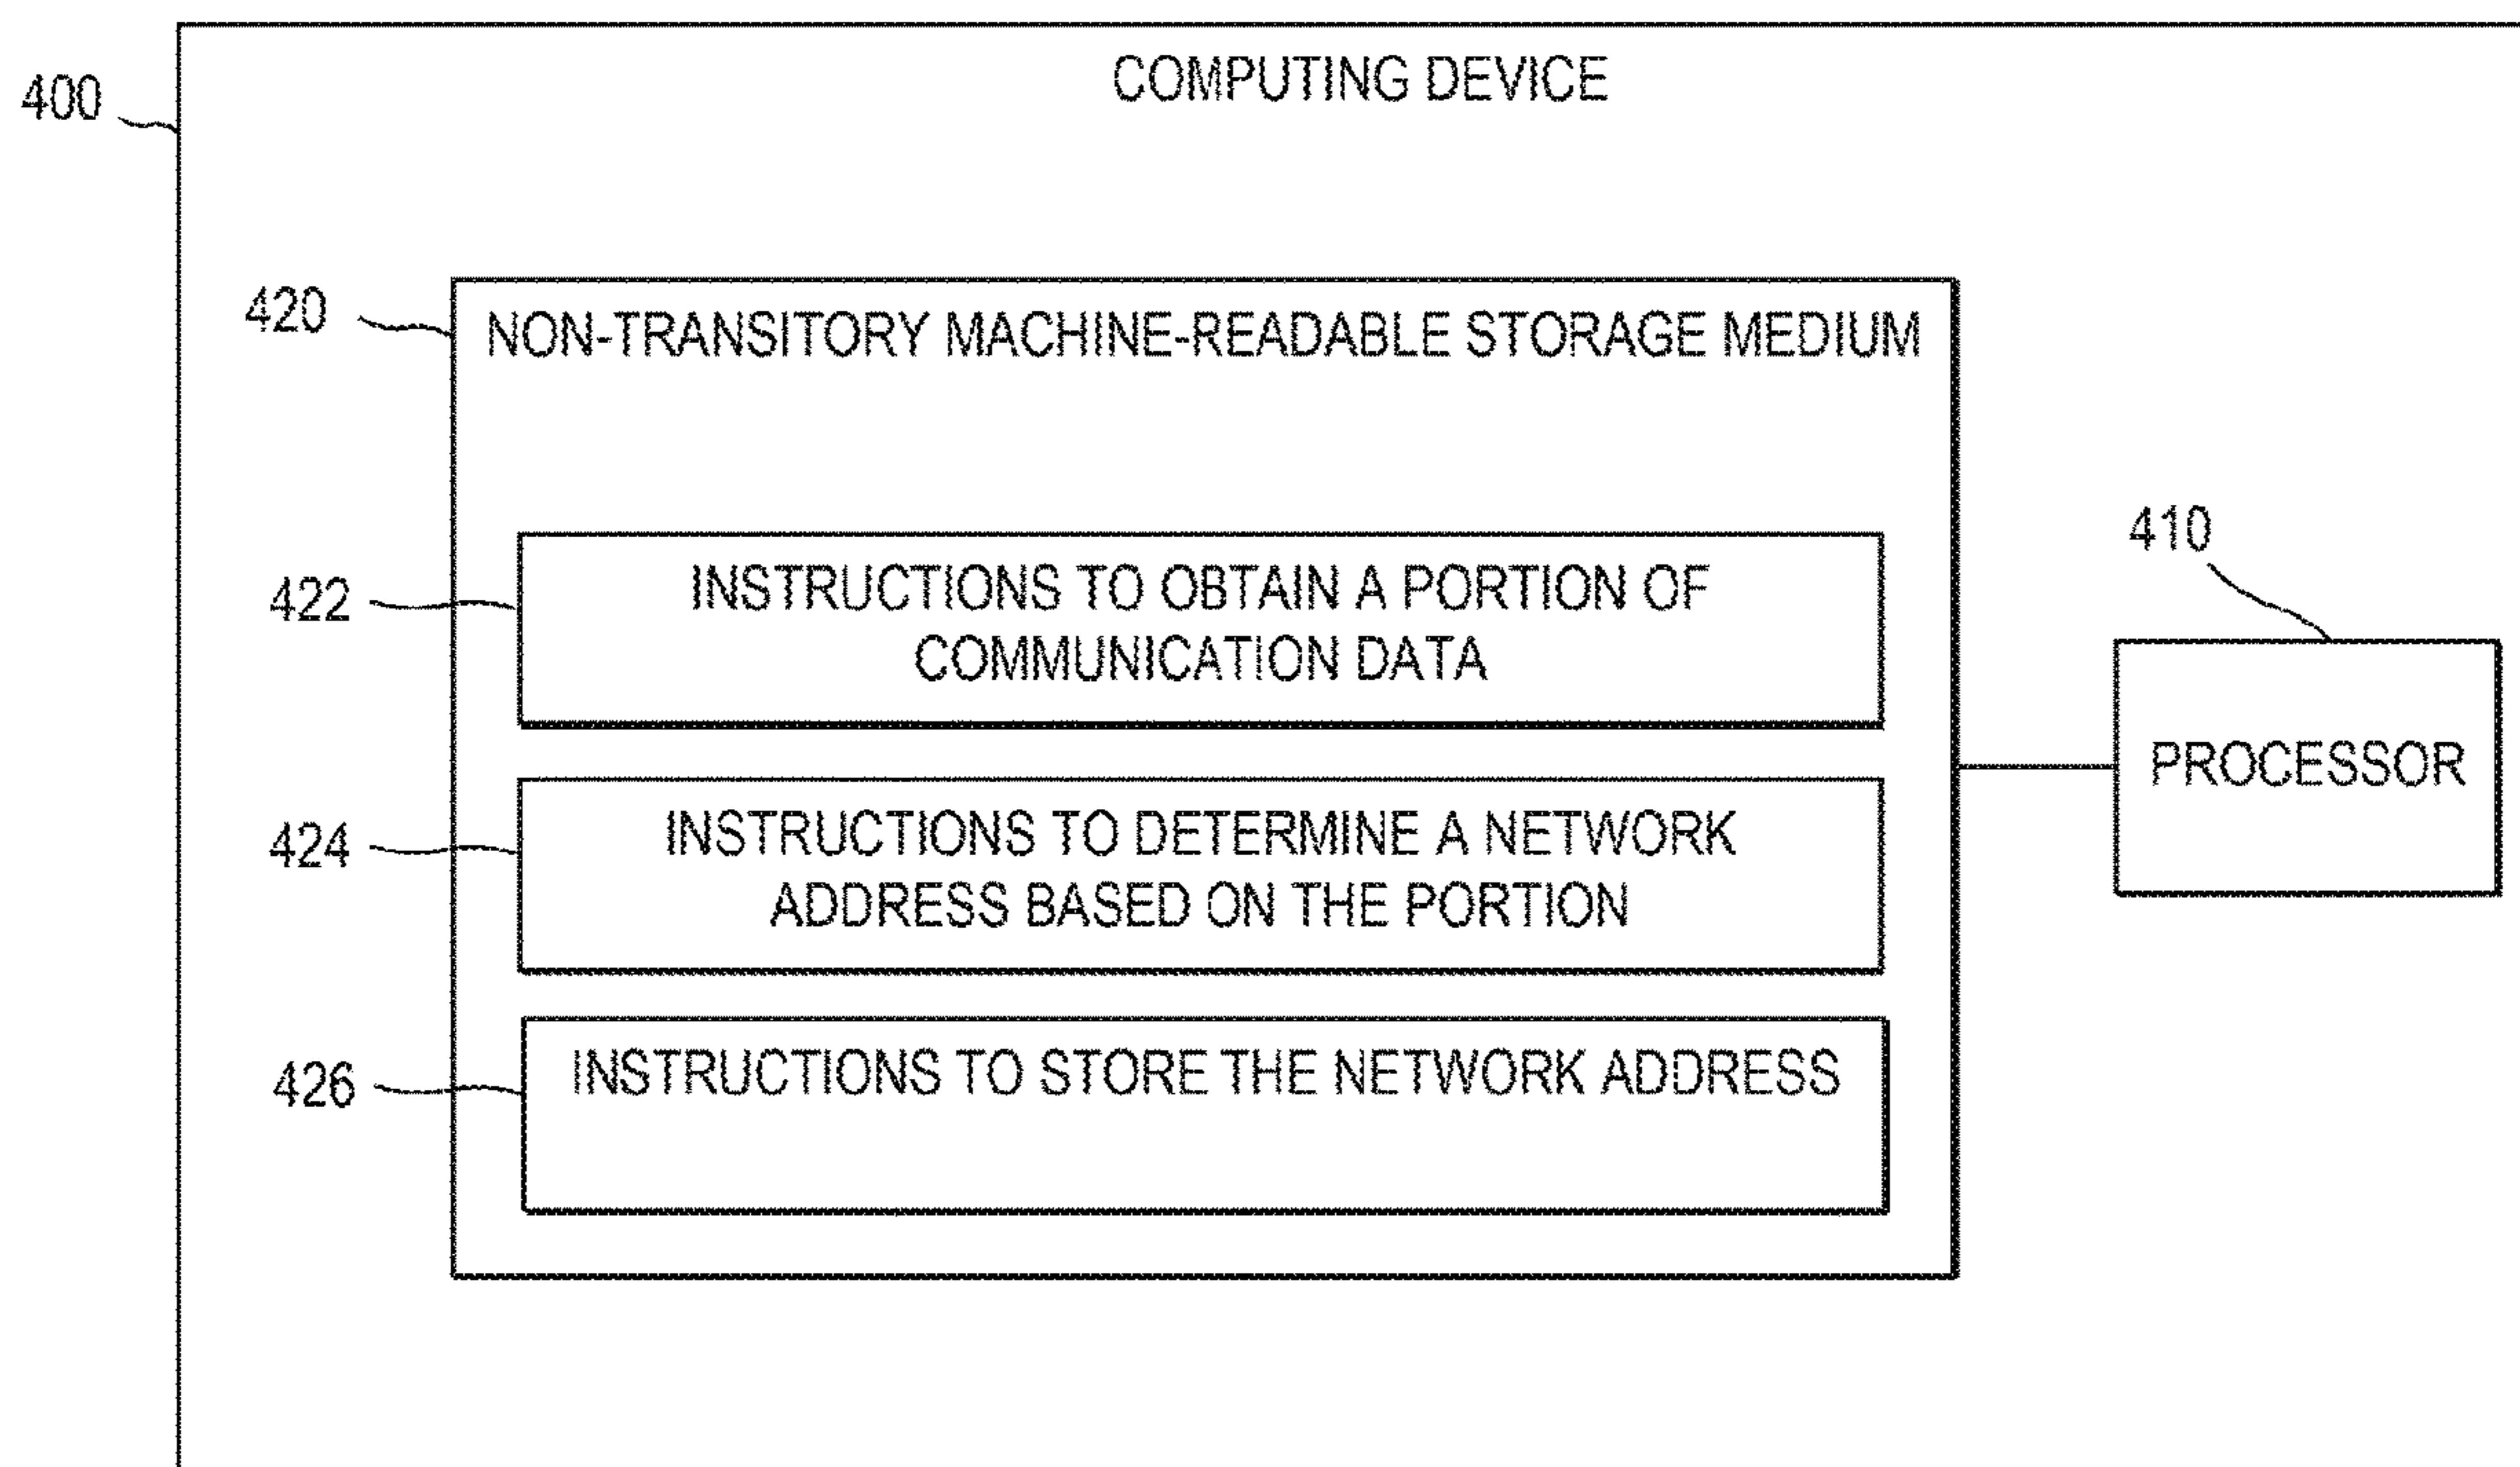 COMPUTING DEVICE
400
420
NON-TRANSITORY MACHINE-READABLE STORAGE MEDIUM
410
422
INSTRUCTIONS TO OBTAIN A PORTION OF
COMMUNICATION DATA
PROCESSOR
424
INSTRUCTIONS TO DETERMINE A NETWORK
ADDRESS BASED ON THE PORTION
426
INSTRUCTIONS TO STORE THE NETWORK ADDRESS